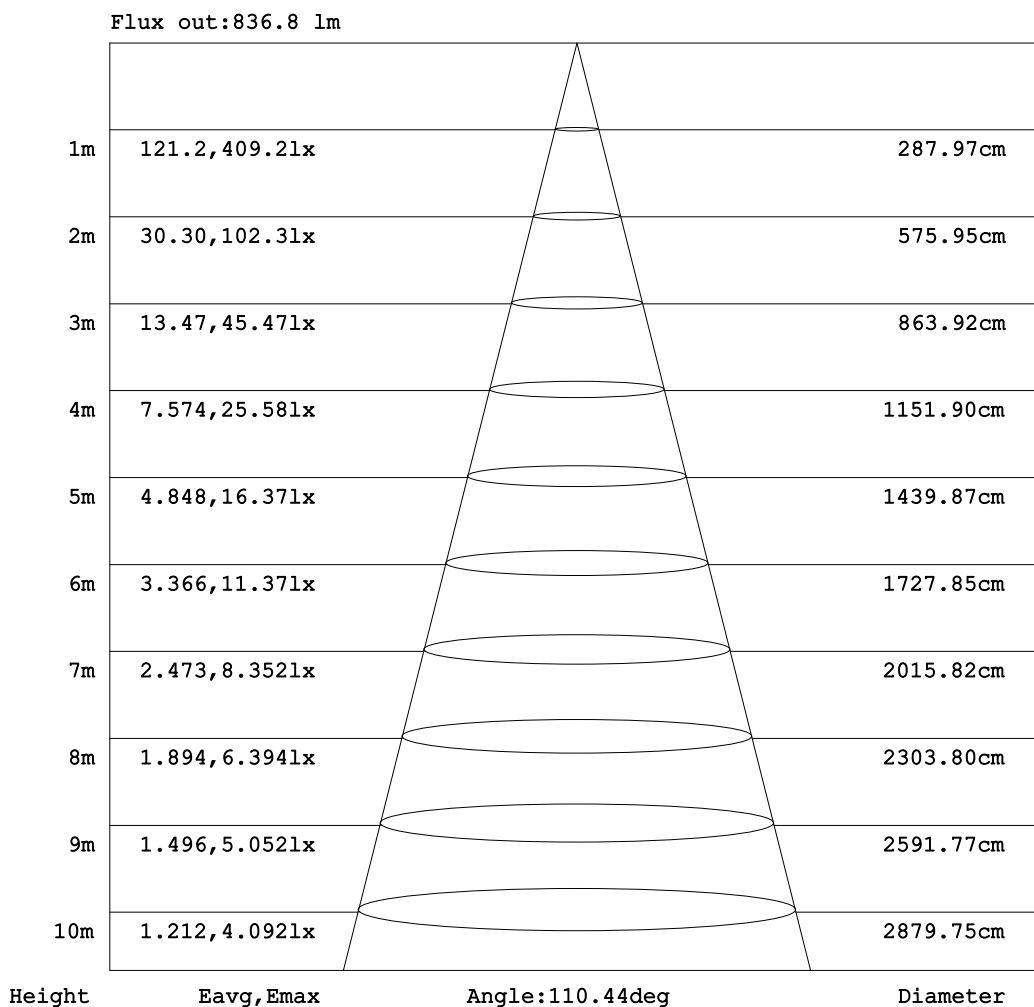 Flux out:836.8 lm
1m 121.2,409.2lx 287.97cm
2m 30.30,102.3lx 575.95cm
3m 13.47,45.47lx 863.92cm
4m 7.574,25.58lx 1151.90cm
5m 4.848,16.37lx 1439.87cm
6m 3.366,11.37lx 1727.85cm
7m 2.473,8.352lx 2015.82cm
8m 1.894,6.394lx 2303.80cm
9m 1.496,5.052lx 2591.77cm
10m 1.212,4.092lx 2879.75cm
Height Eavg,Emax Angle:110.44deg Diameter